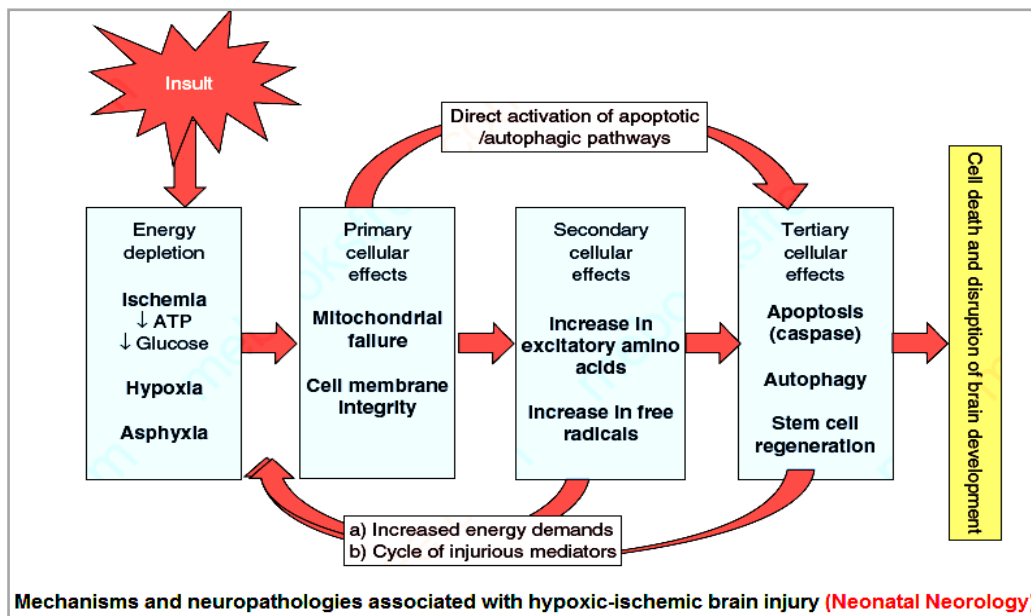 Insult
Direct activation of apoptotic
/autophagic pathways
Energy
depletion
Ischemia
↓ ATP
↓ Glucose
Hypoxia
Asphyxia
Primary
cellular
effects
Mitochondrial
failure
Cell membrane
integrity
Secondary
cellular
effects
Increase in
excitatory amino
acids
Increase in free
radicals
Tertiary
cellular
effects
Apoptosis
(caspase)
Autophagy
Stem cell
regeneration
Cell death and disruption of brain development
a) Increased energy demands
b) Cycle of injurious mediators
Mechanisms and neuropathologies associated with hypoxic-ischemic brain injury (Neonatal Neorology